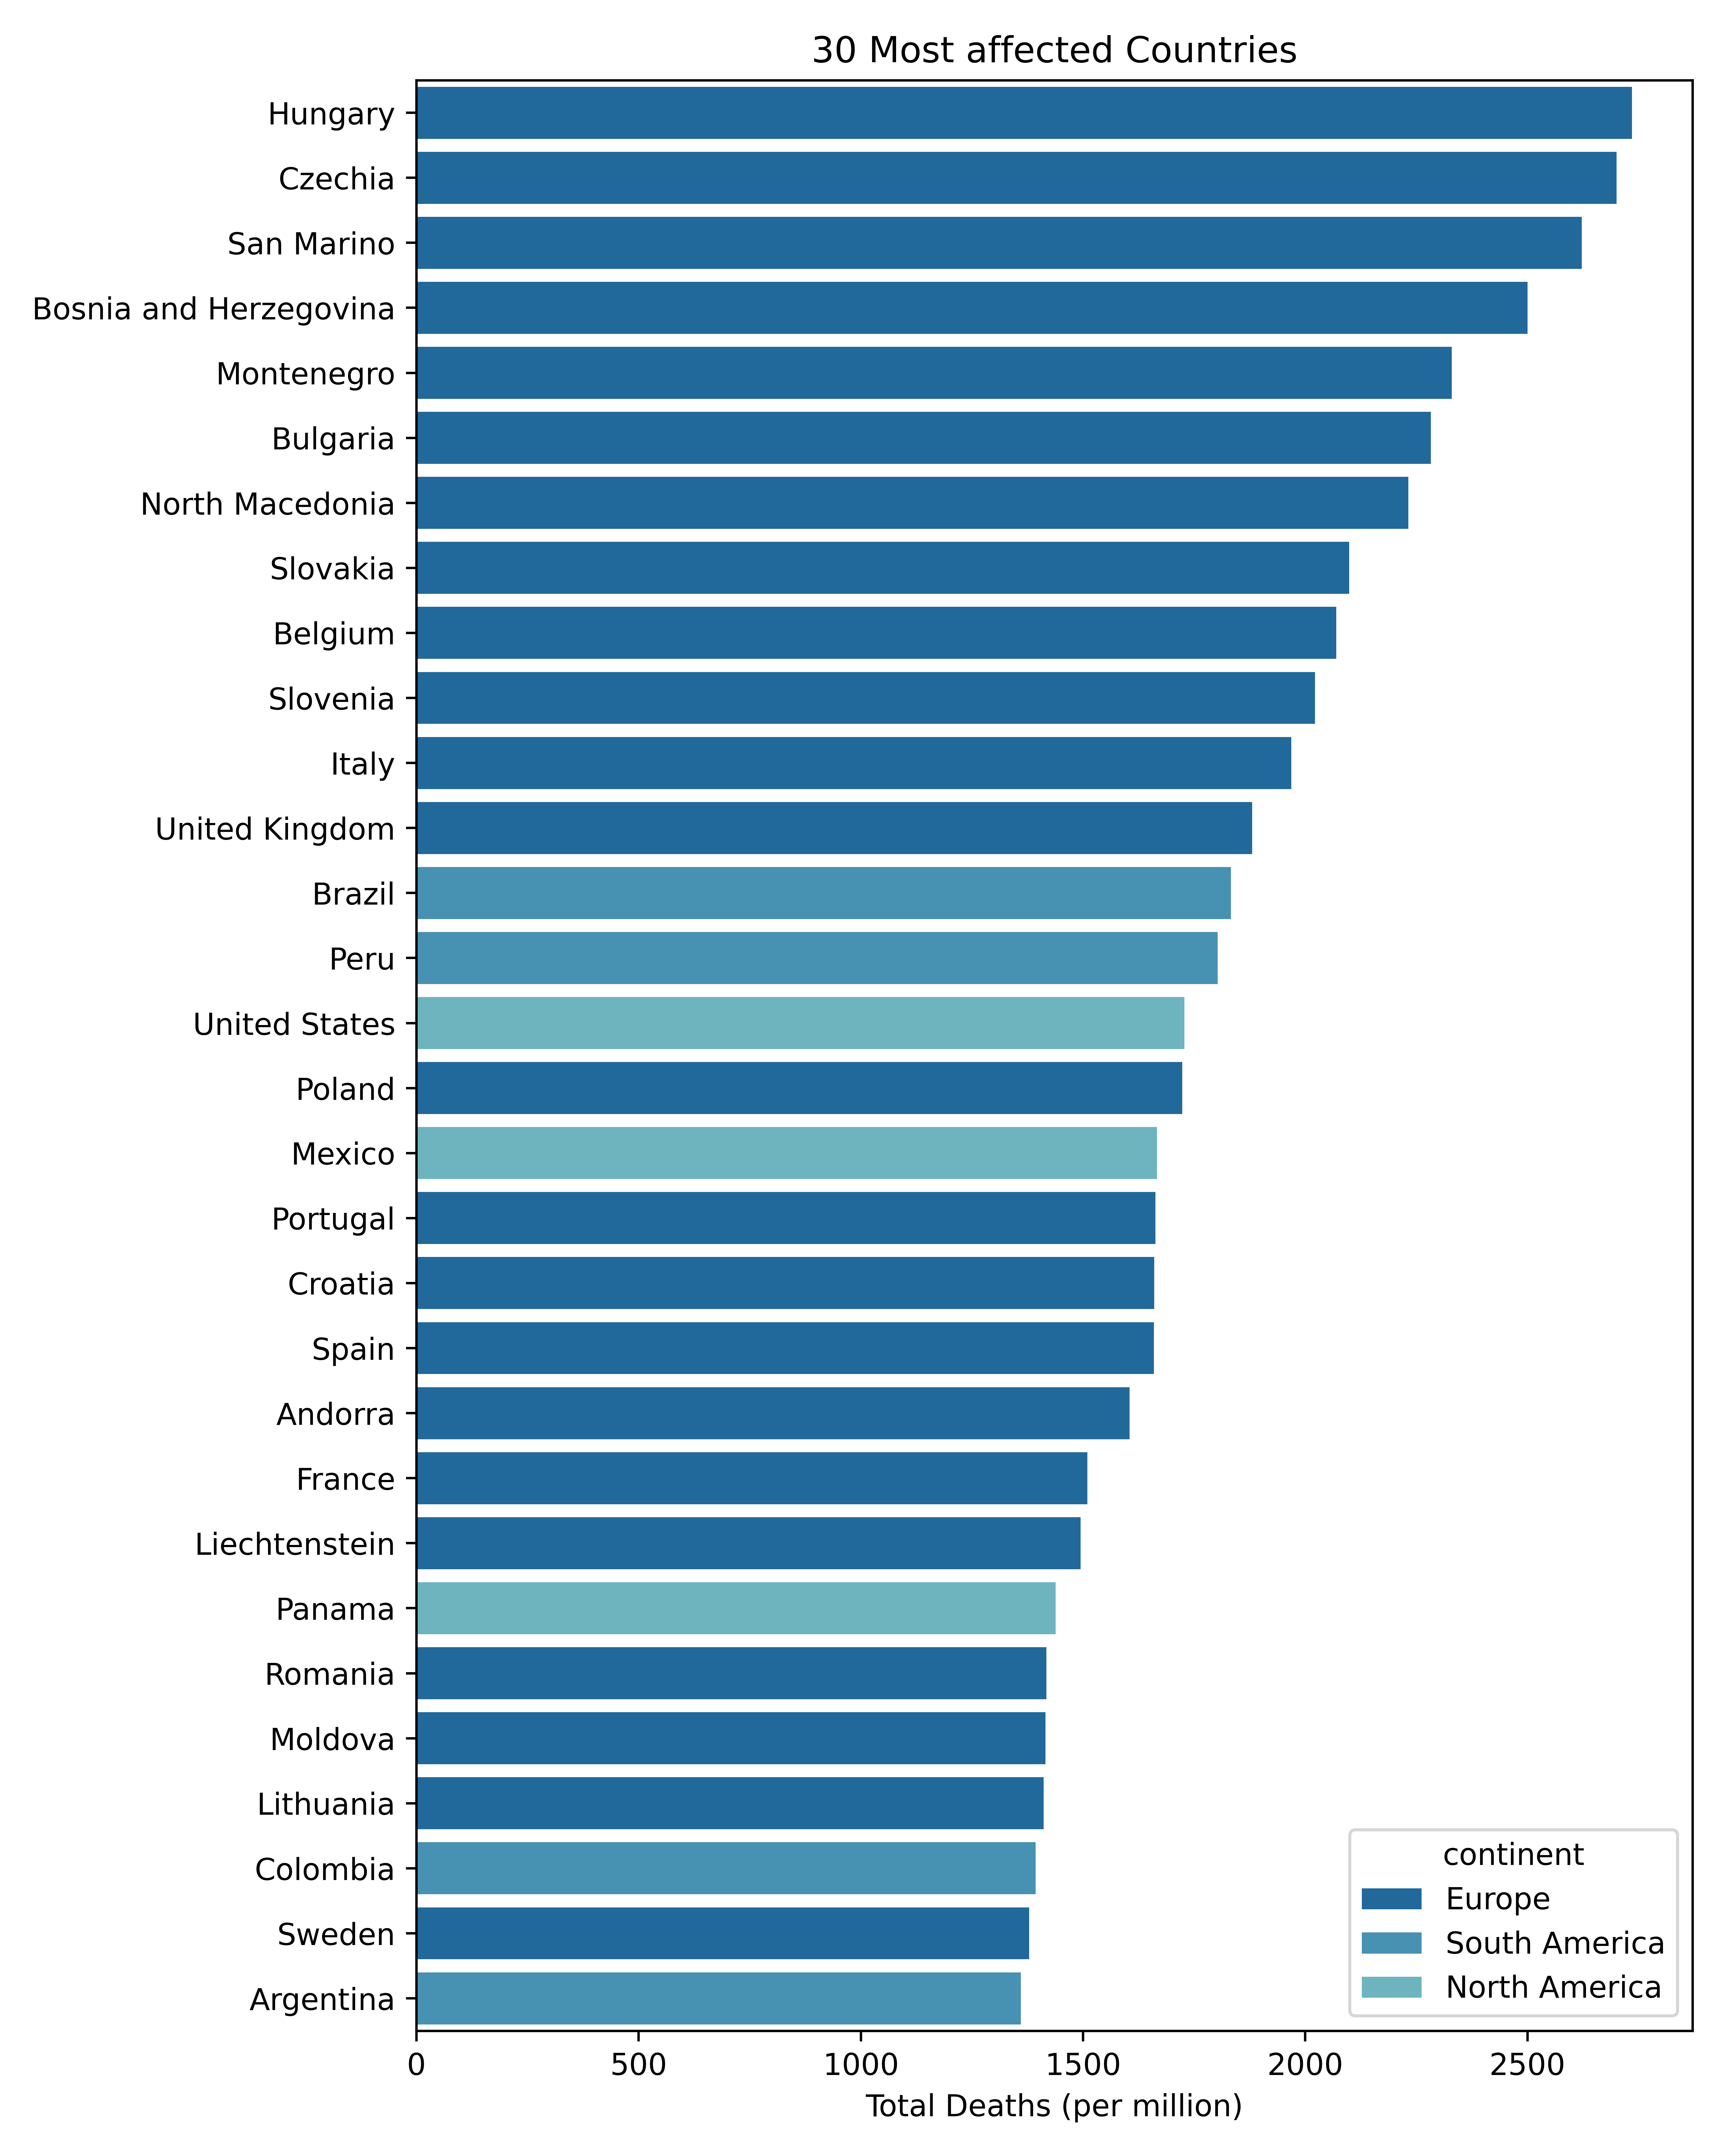 30 Most affected Countries
Hungary
Czechia
San Marino
Bosnia and Herzegovina
Montenegro
Bulgaria
North Macedonia
Slovakia
Belgium
Slovenia
Italy
United Kingdom
Brazil
Peru
United States
Poland
Mexico
Portugal
Croatia
Spain
Andorra
France
Liechtenstein
Panama
Romania
Moldova
Lithuania
Colombia
Sweden
Argentina
continent
Europe
South America
North America
0 500 1000 1500 2000 2500
Total Deaths (per million)